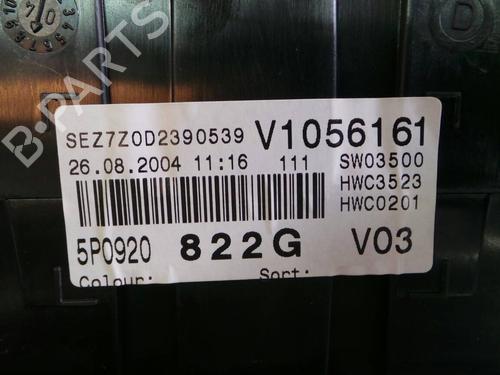 B-PARTS
D
SEZ7Z0D2390539 V1056161
26.08.2004 11:16 111 SW03500
HWC3523
HWC0201
5P0920 822G V03
Colour: Sort: